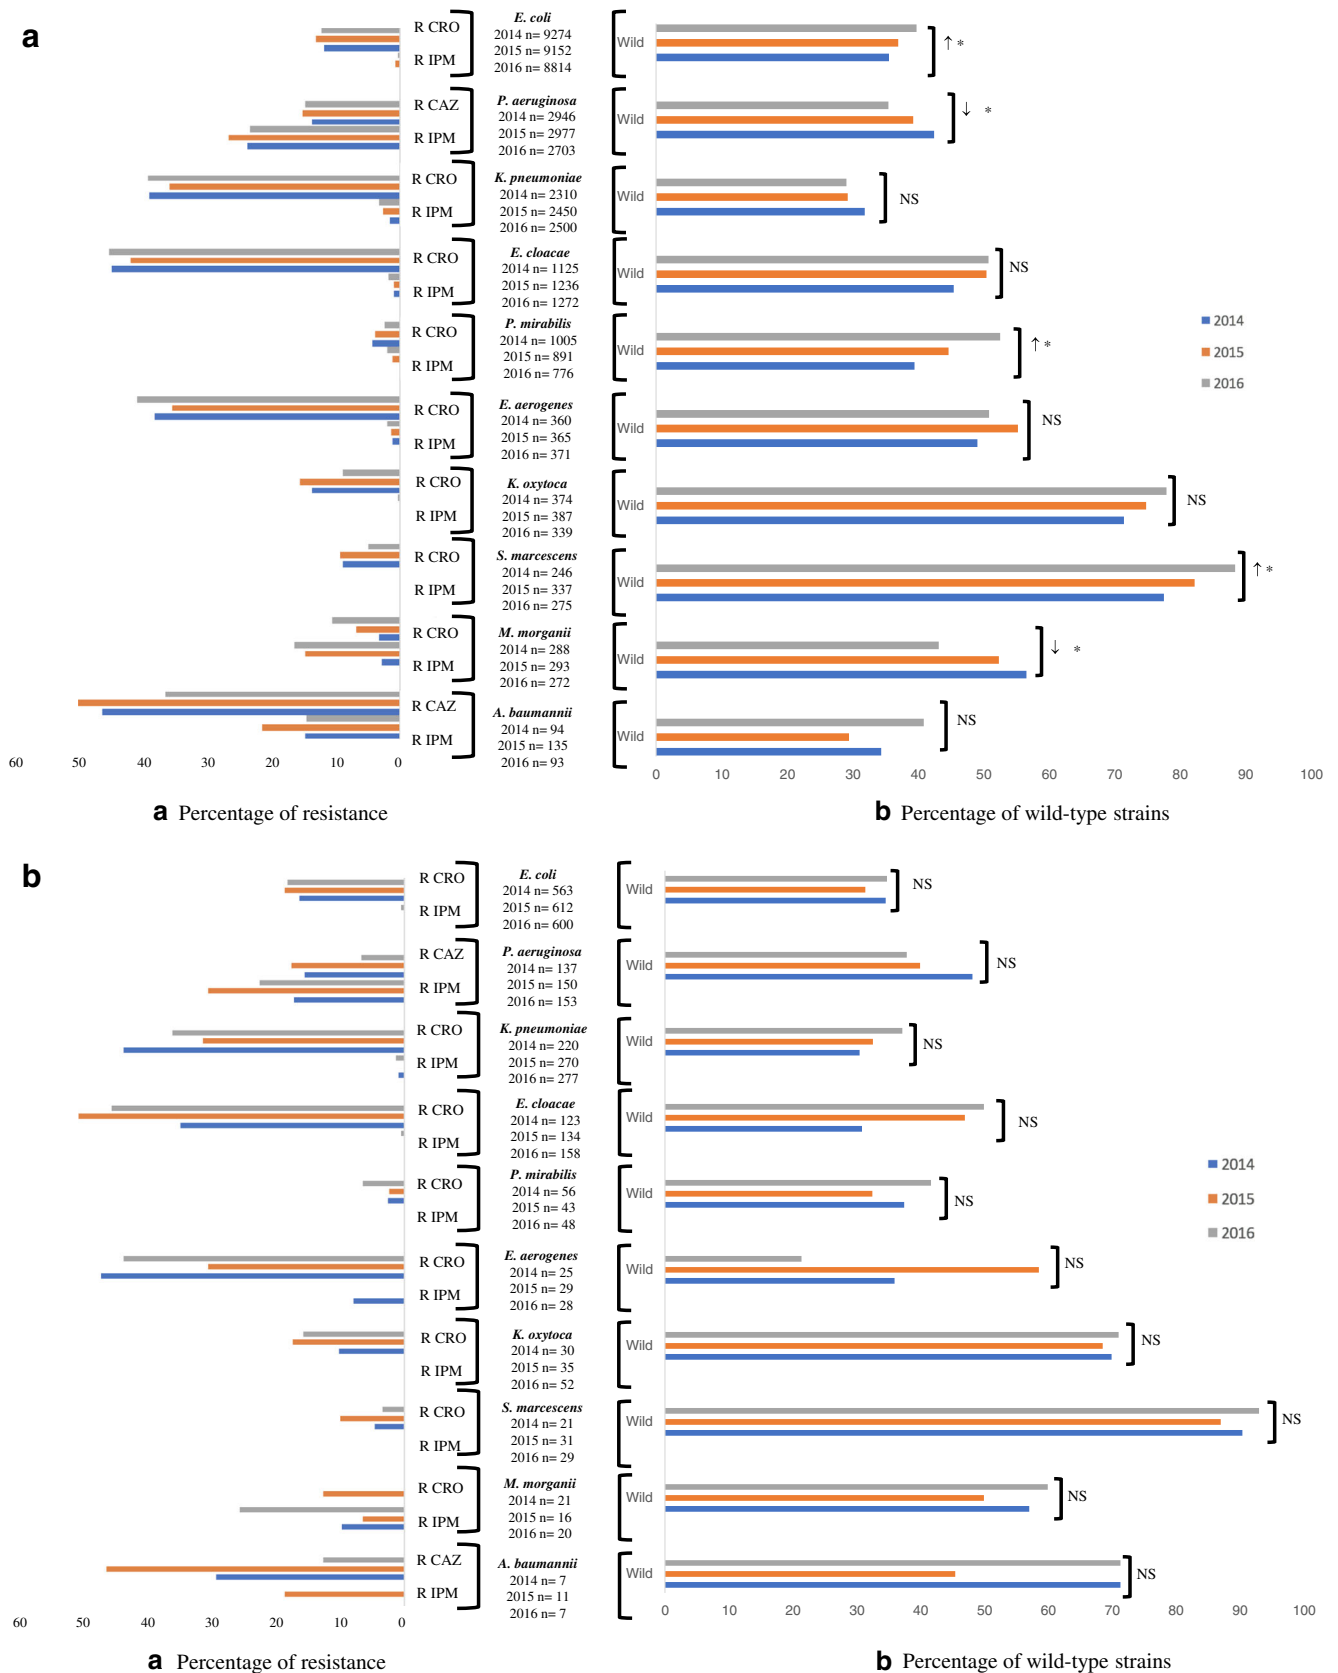 a
R CRO
R IPM
E. coli
2014 n= 9274
2015 n= 9152
2016 n= 8814
Wild
↑ *
R CAZ
R IPM
P. aeruginosa
2014 n= 2946
2015 n= 2977
2016 n= 2703
Wild
↓ *
R CRO
R IPM
K. pneumoniae
2014 n= 2310
2015 n= 2450
2016 n= 2500
Wild
NS
R CRO
R IPM
E. cloacae
2014 n= 1125
2015 n= 1236
2016 n= 1272
Wild
NS
R CRO
R IPM
P. mirabilis
2014 n= 1005
2015 n= 891
2016 n= 776
Wild
↑ *
2014
2015
2016
R CRO
R IPM
E. aerogenes
2014 n= 360
2015 n= 365
2016 n= 371
Wild
NS
R CRO
R IPM
K. oxytoca
2014 n= 374
2015 n= 387
2016 n= 339
Wild
NS
R CRO
R IPM
S. marcescens
2014 n= 246
2015 n= 337
2016 n= 275
Wild
↑ *
R CRO
R IPM
M. morganii
2014 n= 288
2015 n= 293
2016 n= 272
Wild
↓ *
R CAZ
R IPM
A. baumannii
2014 n= 94
2015 n= 135
2016 n= 93
Wild
NS
60 50 40 30 20 10 0
0 10 20 30 40 50 60 70 80 90 100
a Percentage of resistance
b Percentage of wild-type strains
b
R CRO
R IPM
E. coli
2014 n= 563
2015 n= 612
2016 n= 600
Wild
NS
R CAZ
R IPM
P. aeruginosa
2014 n= 137
2015 n= 150
2016 n= 153
Wild
NS
R CRO
R IPM
K. pneumoniae
2014 n= 220
2015 n= 270
2016 n= 277
Wild
NS
R CRO
R IPM
E. cloacae
2014 n= 123
2015 n= 134
2016 n= 158
Wild
NS
R CRO
R IPM
P. mirabilis
2014 n= 56
2015 n= 43
2016 n= 48
Wild
NS
2014
2015
2016
R CRO
R IPM
E. aerogenes
2014 n= 25
2015 n= 29
2016 n= 28
Wild
NS
R CRO
R IPM
K. oxytoca
2014 n= 30
2015 n= 35
2016 n= 52
Wild
NS
R CRO
R IPM
S. marcescens
2014 n= 21
2015 n= 31
2016 n= 29
Wild
NS
R CRO
R IPM
M. morganii
2014 n= 21
2015 n= 16
2016 n= 20
Wild
NS
R CAZ
R IPM
A. baumannii
2014 n= 7
2015 n= 11
2016 n= 7
Wild
NS
60 50 40 30 20 10 0
0 10 20 30 40 50 60 70 80 90 100
a Percentage of resistance
b Percentage of wild-type strains